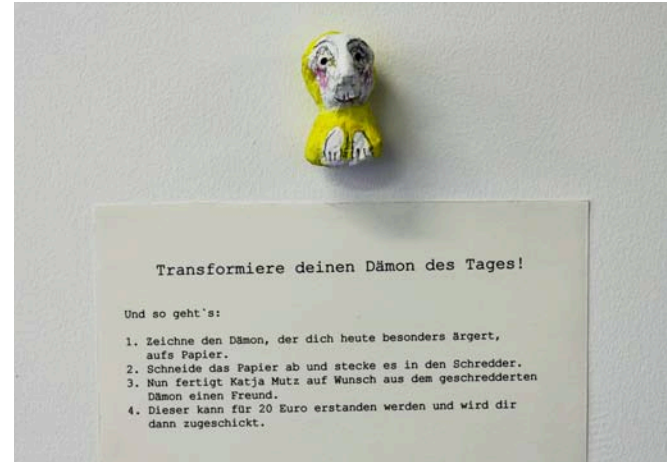 Transformiere deinen Dämon des Tages!
Und so geht`s:
1. Zeichne den Dämon, der dich heute besonders ärgert,
aufs Papier.
2. Schneide das Papier ab und stecke es in den Schredder.
3. Nun fertigt Katja Mutz auf Wunsch aus dem geschredderten
Dämon einen Freund.
4. Dieser kann für 20 Euro erstanden werden und wird dir
dann zugeschickt.